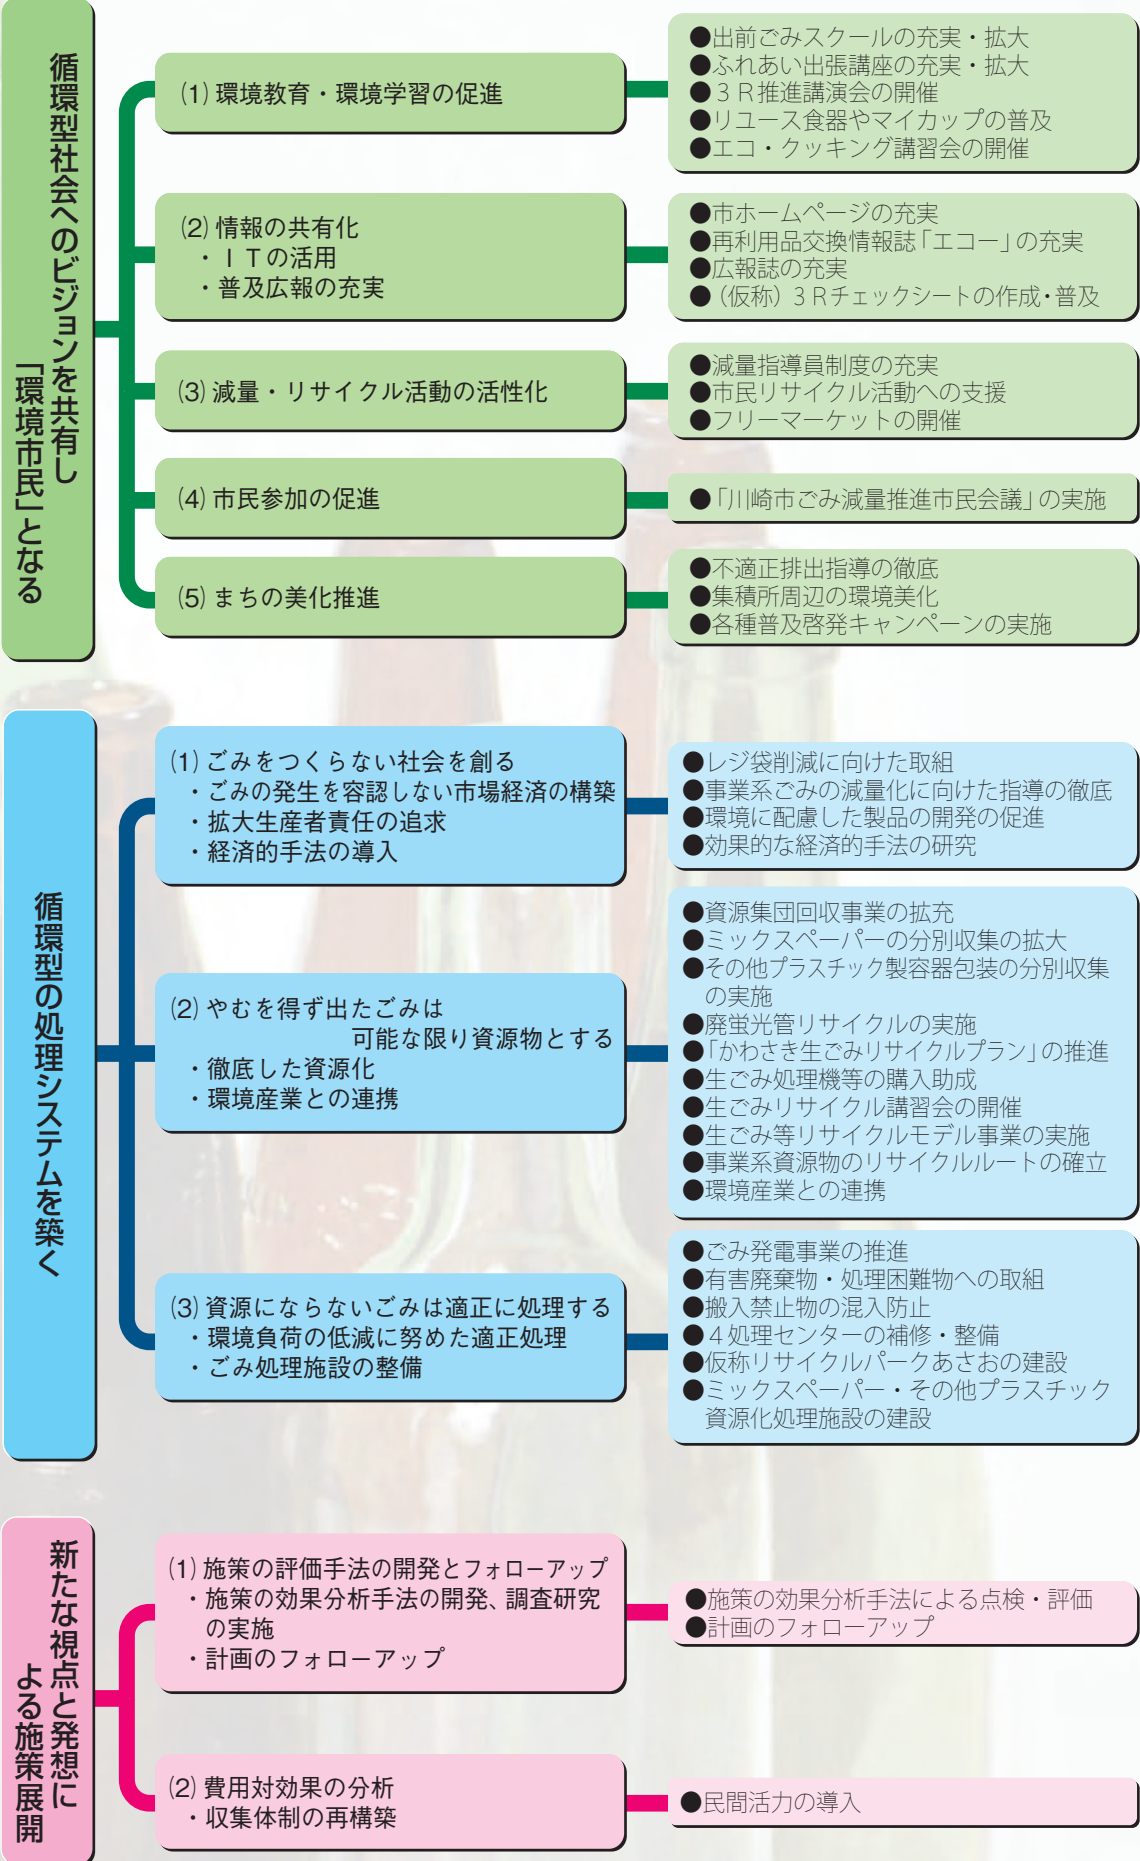 循環型社会へのビジョンを共有し
「環境市民」となる
⑴ 環境教育・環境学習の促進
●出前ごみスクールの充実・拡大
●ふれあい出張講座の充実・拡大
●３Ｒ推進講演会の開催
●リユース食器やマイカップの普及
●エコ・クッキング講習会の開催
⑵ 情報の共有化
・ＩＴの活用
・普及広報の充実
●市ホームページの充実
●再利用品交換情報誌「エコー」の充実
●広報誌の充実
●（仮称）３Ｒチェックシートの作成・普及
⑶ 減量・リサイクル活動の活性化
●減量指導員制度の充実
●市民リサイクル活動への支援
●フリーマーケットの開催
⑷ 市民参加の促進
●「川崎市ごみ減量推進市民会議」の実施
⑸ まちの美化推進
●不適正排出指導の徹底
●集積所周辺の環境美化
●各種普及啓発キャンペーンの実施
循環型の処理システムを築く
⑴ ごみをつくらない社会を創る
・ごみの発生を容認しない市場経済の構築
・拡大生産者責任の追求
・経済的手法の導入
●レジ袋削減に向けた取組
●事業系ごみの減量化に向けた指導の徹底
●環境に配慮した製品の開発の促進
●効果的な経済的手法の研究
⑵ やむを得ず出たごみは
可能な限り資源物とする
・徹底した資源化
・環境産業との連携
●資源集団回収事業の拡充
●ミックスペーパーの分別収集の拡大
●その他プラスチック製容器包装の分別収集
の実施
●廃蛍光管リサイクルの実施
●「かわさき生ごみリサイクルプラン」の推進
●生ごみ処理機等の購入助成
●生ごみリサイクル講習会の開催
●生ごみ等リサイクルモデル事業の実施
●事業系資源物のリサイクルルートの確立
●環境産業との連携
⑶ 資源にならないごみは適正に処理する
・環境負荷の低減に努めた適正処理
・ごみ処理施設の整備
●ごみ発電事業の推進
●有害廃棄物・処理困難物への取組
●搬入禁止物の混入防止
●４処理センターの補修・整備
●仮称リサイクルパークあさおの建設
●ミックスペーパー・その他プラスチック
資源化処理施設の建設
新たな視点と発想に
よる施策展開
⑴ 施策の評価手法の開発とフォローアップ
・施策の効果分析手法の開発、調査研究
の実施
・計画のフォローアップ
●施策の効果分析手法による点検・評価
●計画のフォローアップ
⑵ 費用対効果の分析
・収集体制の再構築
●民間活力の導入